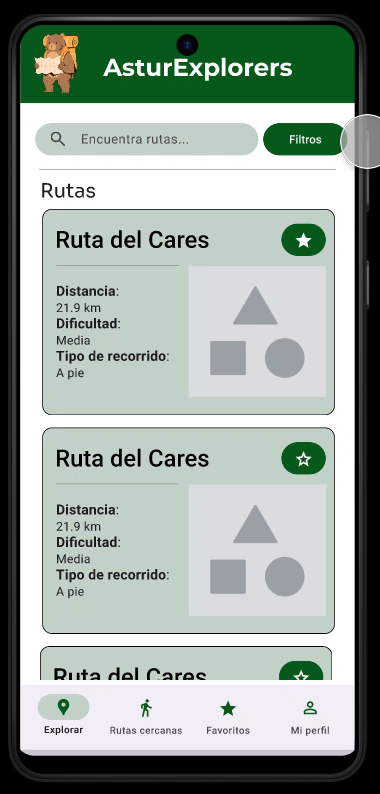 AsturExplorers
Encuentra rutas...
Filtros
Rutas
Ruta del Cares
Distancia:
21.9 km
Dificultad:
Media
Tipo de recorrido:
A pie
Ruta del Cares
Distancia:
21.9 km
Dificultad:
Media
Tipo de recorrido:
A pie
Ruta del Cares
Explorar
Rutas cercanas
Favoritos
Mi perfil